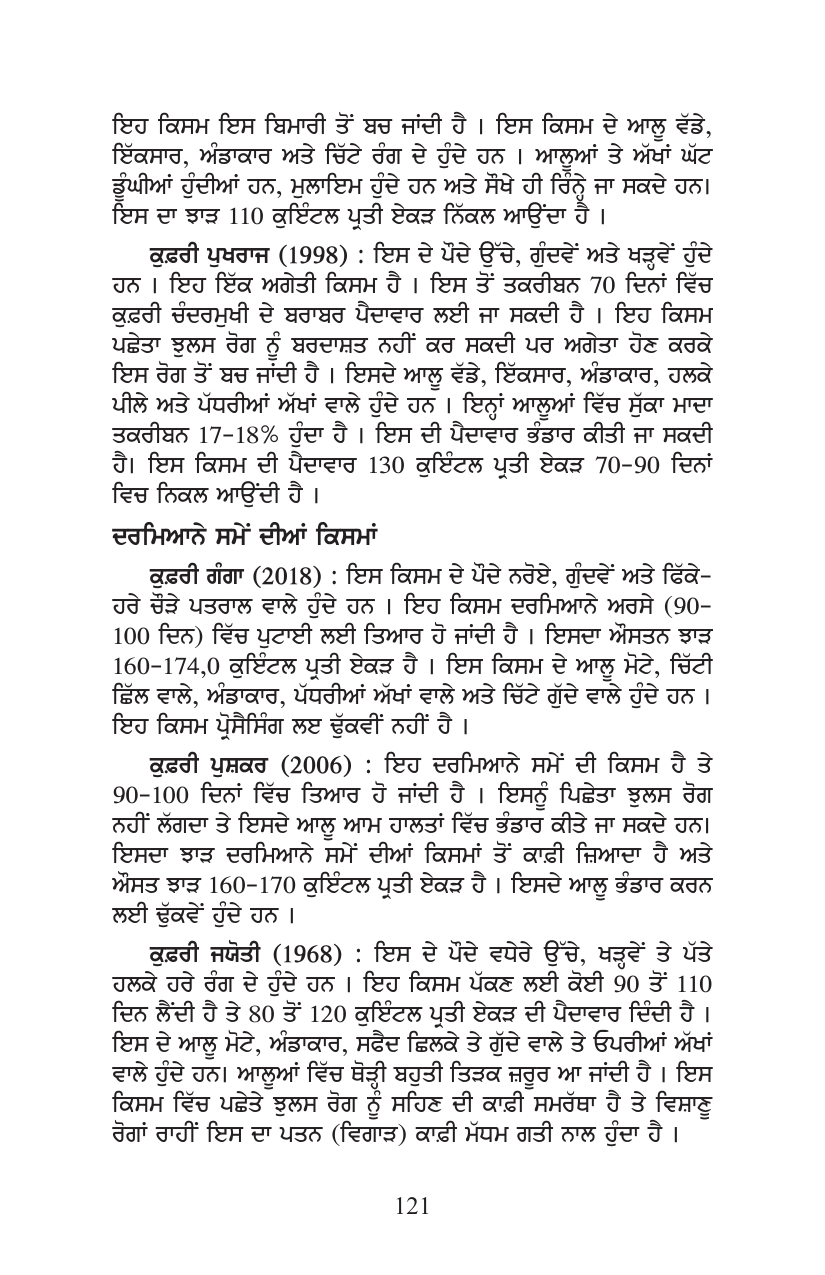 ਇਹ ਕਿਸਮ ਇਸ ਬਿਮਾਰੀ ਤੋਂ ਬਚ ਜਾਂਦੀ ਹੈ । ਇਸ ਕਿਸਮ ਦੇ ਆਲੂ ਵੱਡੇ,
ਇੱਕਸਾਰ, ਅੰਡਾਕਾਰ ਅਤੇ ਚਿੱਟੇ ਰੰਗ ਦੇ ਹੁੰਦੇ ਹਨ । ਆਲੂਆਂ ਤੇ ਅੱਖਾਂ ਘੱਟ
ਡੂੰਘੀਆਂ ਹੁੰਦੀਆਂ ਹਨ, ਮੁਲਾਇਮ ਹੁੰਦੇ ਹਨ ਅਤੇ ਸੌਖੇ ਹੀ ਰਿੰਨ੍ਹੇ ਜਾ ਸਕਦੇ ਹਨ।
ਇਸ ਦਾ ਝਾੜ 110 ਕੁਇੰਟਲ ਪ੍ਰਤੀ ਏਕੜ ਨਿੱਕਲ ਆਉਂਦਾ ਹੈ ।
ਕੁਫ਼ਰੀ ਪੁਖਰਾਜ (1998) : ਇਸ ਦੇ ਪੌਦੇ ਉੱਚੇ, ਗੁੰਦਵੇਂ ਅਤੇ ਖੜ੍ਹਵੇਂ ਹੁੰਦੇ
ਹਨ । ਇਹ ਇੱਕ ਅਗੇਤੀ ਕਿਸਮ ਹੈ । ਇਸ ਤੋਂ ਤਕਰੀਬਨ 70 ਦਿਨਾਂ ਵਿੱਚ
ਕੁਫ਼ਰੀ ਚੰਦਰਮੁਖੀ ਦੇ ਬਰਾਬਰ ਪੈਦਾਵਾਰ ਲਈ ਜਾ ਸਕਦੀ ਹੈ । ਇਹ ਕਿਸਮ
ਪਛੇਤਾ ਝੁਲਸ ਰੋਗ ਨੂੰ ਬਰਦਾਸ਼ਤ ਨਹੀਂ ਕਰ ਸਕਦੀ ਪਰ ਅਗੇਤਾ ਹੋਣ ਕਰਕੇ
ਇਸ ਰੋਗ ਤੋਂ ਬਚ ਜਾਂਦੀ ਹੈ । ਇਸਦੇ ਆਲੂ ਵੱਡੇ, ਇੱਕਸਾਰ, ਅੰਡਾਕਾਰ, ਹਲਕੇ
ਪੀਲੇ ਅਤੇ ਪੱਧਰੀਆਂ ਅੱਖਾਂ ਵਾਲੇ ਹੁੰਦੇ ਹਨ । ਇਨ੍ਹਾਂ ਆਲੂਆਂ ਵਿੱਚ ਸੁੱਕਾ ਮਾਦਾ
ਤਕਰੀਬਨ 17-18% ਹੁੰਦਾ ਹੈ । ਇਸ ਦੀ ਪੈਦਾਵਾਰ ਭੰਡਾਰ ਕੀਤੀ ਜਾ ਸਕਦੀ
ਹੈ। ਇਸ ਕਿਸਮ ਦੀ ਪੈਦਾਵਾਰ 130 ਕੁਇੰਟਲ ਪ੍ਰਤੀ ਏਕੜ 70-90 ਦਿਨਾਂ
ਵਿਚ ਨਿਕਲ ਆਉਂਦੀ ਹੈ ।
ਦਰਮਿਆਨੇ ਸਮੇਂ ਦੀਆਂ ਕਿਸਮਾਂ
ਕੁਫ਼ਰੀ ਗੰਗਾ (2018) : ਇਸ ਕਿਸਮ ਦੇ ਪੌਦੇ ਨਰੋਏ, ਗੁੰਦਵੇਂ ਅਤੇ ਫਿੱਕੇ-
ਹਰੇ ਚੌੜੇ ਪਤਰਾਲ ਵਾਲੇ ਹੁੰਦੇ ਹਨ । ਇਹ ਕਿਸਮ ਦਰਮਿਆਨੇ ਅਰਸੇ (90-
100 ਦਿਨ) ਵਿੱਚ ਪੁਟਾਈ ਲਈ ਤਿਆਰ ਹੋ ਜਾਂਦੀ ਹੈ । ਇਸਦਾ ਔਸਤਨ ਝਾੜ
160-174,0 ਕੁਇੰਟਲ ਪ੍ਰਤੀ ਏਕੜ ਹੈ । ਇਸ ਕਿਸਮ ਦੇ ਆਲੂ ਮੋਟੇ, ਚਿੱਟੀ
ਛਿੱਲ ਵਾਲੇ, ਅੰਡਾਕਾਰ, ਪੱਧਰੀਆਂ ਅੱਖਾਂ ਵਾਲੇ ਅਤੇ ਚਿੱਟੇ ਗੁੱਦੇ ਵਾਲੇ ਹੁੰਦੇ ਹਨ ।
ਇਹ ਕਿਸਮ ਪ੍ਰੋਸੈਸਿੰਗ ਲਏ ਢੁੱਕਵੀਂ ਨਹੀਂ ਹੈ ।
ਕੁਫ਼ਰੀ ਪੁਸ਼ਕਰ (2006) : ਇਹ ਦਰਮਿਆਨੇ ਸਮੇਂ ਦੀ ਕਿਸਮ ਹੈ ਤੇ
90-100 ਦਿਨਾਂ ਵਿੱਚ ਤਿਆਰ ਹੋ ਜਾਂਦੀ ਹੈ । ਇਸਨੂੰ ਪਿਛੇਤਾ ਝੁਲਸ ਰੋਗ
ਨਹੀਂ ਲੱਗਦਾ ਤੇ ਇਸਦੇ ਆਲੂ ਆਮ ਹਾਲਤਾਂ ਵਿੱਚ ਭੰਡਾਰ ਕੀਤੇ ਜਾ ਸਕਦੇ ਹਨ।
ਇਸਦਾ ਝਾੜ ਦਰਮਿਆਨੇ ਸਮੇਂ ਦੀਆਂ ਕਿਸਮਾਂ ਤੋਂ ਕਾਫ਼ੀ ਜ਼ਿਆਦਾ ਹੈ ਅਤੇ
ਔਸਤ ਝਾੜ 160-170 ਕੁਇੰਟਲ ਪ੍ਰਤੀ ਏਕੜ ਹੈ । ਇਸਦੇ ਆਲੂ ਭੰਡਾਰ ਕਰਨ
ਲਈ ਢੁੱਕਵੇਂ ਹੁੰਦੇ ਹਨ ।
ਕੁਫ਼ਰੀ ਜਯੋਤੀ (1968) : ਇਸ ਦੇ ਪੌਦੇ ਵਧੇਰੇ ਉੱਚੇ, ਖੜ੍ਹਵੇਂ ਤੇ ਪੱਤੇ
ਹਲਕੇ ਹਰੇ ਰੰਗ ਦੇ ਹੁੰਦੇ ਹਨ । ਇਹ ਕਿਸਮ ਪੱਕਣ ਲਈ ਕੋਈ 90 ਤੋਂ 110
ਦਿਨ ਲੈਂਦੀ ਹੈ ਤੇ 80 ਤੋਂ 120 ਕੁਇੰਟਲ ਪ੍ਰਤੀ ਏਕੜ ਦੀ ਪੈਦਾਵਾਰ ਦਿੰਦੀ ਹੈ ।
ਇਸ ਦੇ ਆਲੂ ਮੋਟੇ, ਅੰਡਾਕਾਰ, ਸਫੈਦ ਛਿਲਕੇ ਤੇ ਗੁੱਦੇ ਵਾਲੇ ਤੇ ਓਪਰੀਆਂ ਅੱਖਾਂ
ਵਾਲੇ ਹੁੰਦੇ ਹਨ। ਆਲੂਆਂ ਵਿੱਚ ਥੋੜ੍ਹੀ ਬਹੁਤੀ ਤਿੜਕ ਜ਼ਰੂਰ ਆ ਜਾਂਦੀ ਹੈ । ਇਸ
ਕਿਸਮ ਵਿੱਚ ਪਛੇਤੇ ਝੁਲਸ ਰੋਗ ਨੂੰ ਸਹਿਣ ਦੀ ਕਾਫ਼ੀ ਸਮਰੱਥਾ ਹੈ ਤੇ ਵਿਸ਼ਾਣੂ
ਰੋਗਾਂ ਰਾਹੀਂ ਇਸ ਦਾ ਪਤਨ (ਵਿਗਾੜ) ਕਾਫ਼ੀ ਮੱਧਮ ਗਤੀ ਨਾਲ ਹੁੰਦਾ ਹੈ ।
121